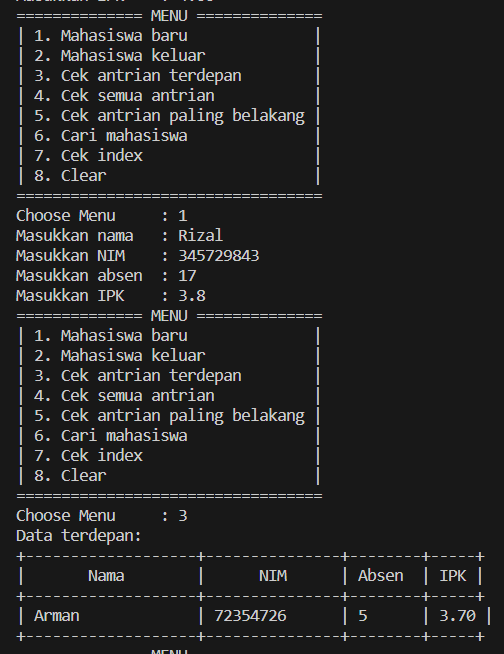 ============== MENU ==============
| 1. Mahasiswa baru              |
| 2. Mahasiswa keluar            |
| 3. Cek antrian terdepan        |
| 4. Cek semua antrian           |
| 5. Cek antrian paling belakang |
| 6. Cari mahasiswa              |
| 7. Cek index                   |
| 8. Clear                       |
==================================
Choose Menu     : 1
Masukkan nama   : Rizal
Masukkan NIM    : 345729843
Masukkan absen  : 17
Masukkan IPK    : 3.8
============== MENU ==============
| 1. Mahasiswa baru              |
| 2. Mahasiswa keluar            |
| 3. Cek antrian terdepan        |
| 4. Cek semua antrian           |
| 5. Cek antrian paling belakang |
| 6. Cari mahasiswa              |
| 7. Cek index                   |
| 8. Clear                       |
==================================
Choose Menu     : 3
Data terdepan:
+-------------------+---------------+--------+-----+
|       Nama        |      NIM      | Absen  | IPK |
+-------------------+---------------+--------+-----+
| Arman             | 72354726      | 5      | 3.70 |
+-------------------+---------------+--------+-----+